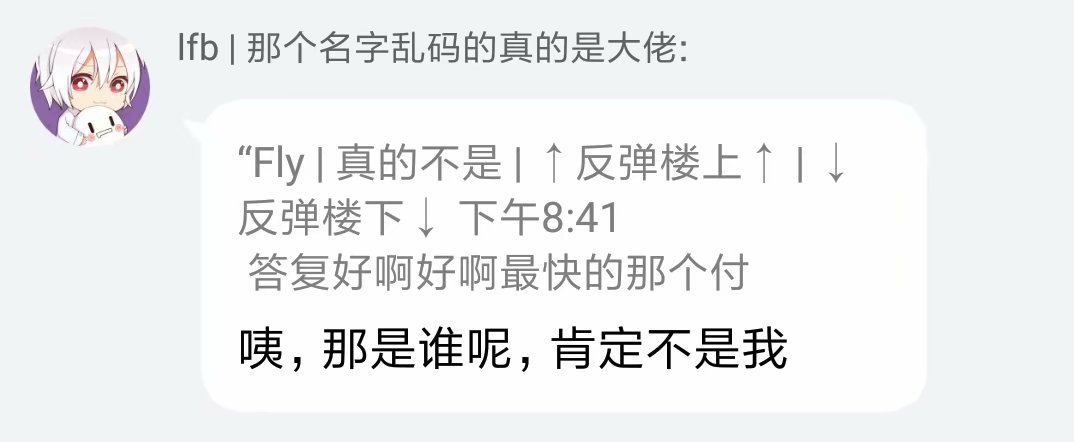 lfb | 那个名字乱码的真的是大佬:
“Fly | 真的不是 | ↑反弹楼上↑ | ↓
反弹楼下↓ 下午8:41
答复好啊好啊最快的那个付
咦，那是谁呢，肯定不是我